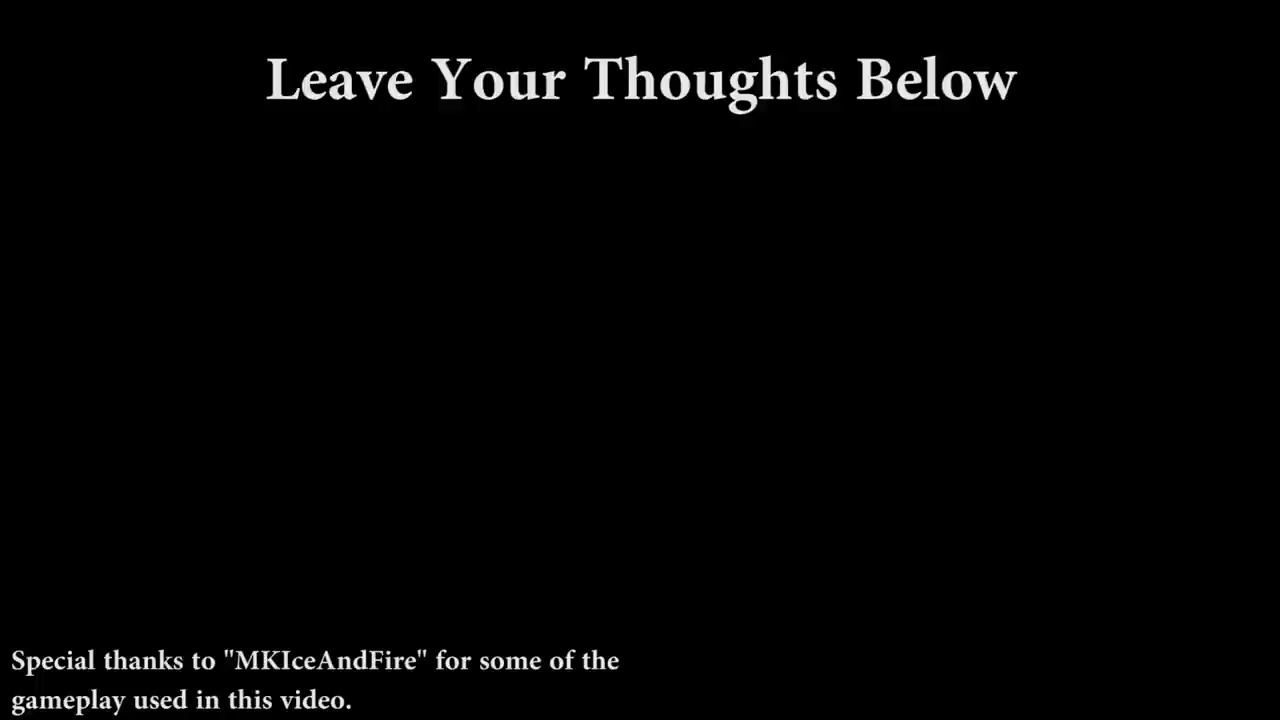 Leave Your Thoughts Below
Special thanks to "MKIceAndFire" for some of the
gameplay used in this video.